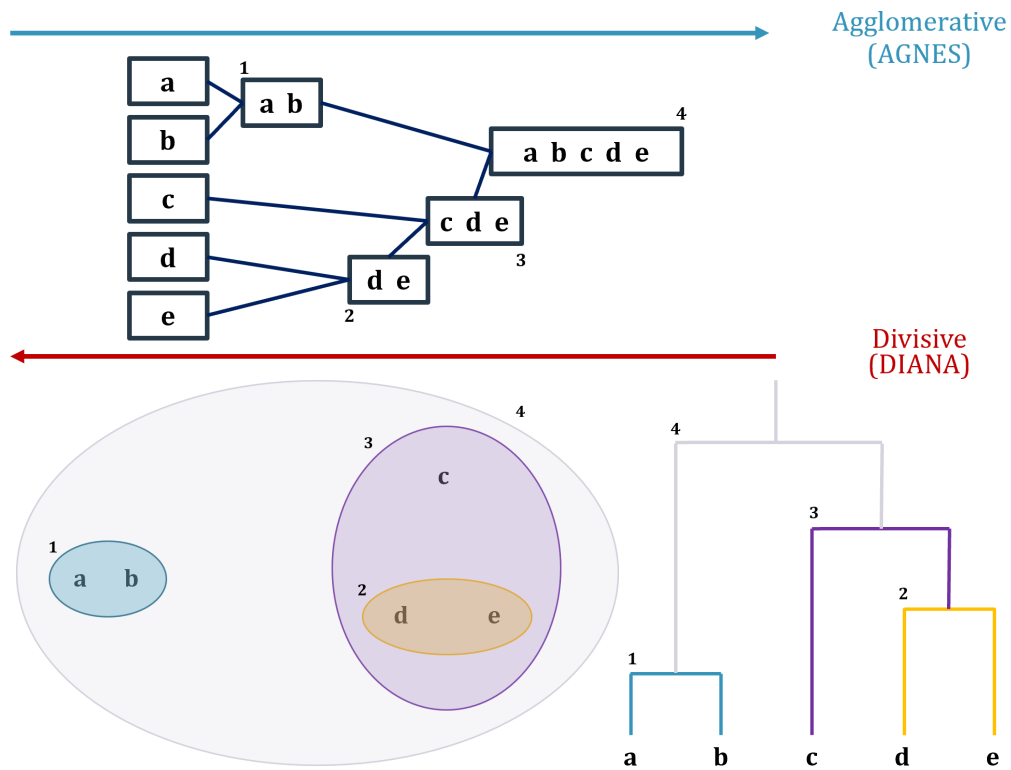 Agglomerative
(AGNES)
1
a
a b
4
b
a b c d e
c
c d e
3
d
d e
2
e
Divisive
(DIANA)
4
3
c
1
a b
2
d e
4
3
2
1
a b c d e